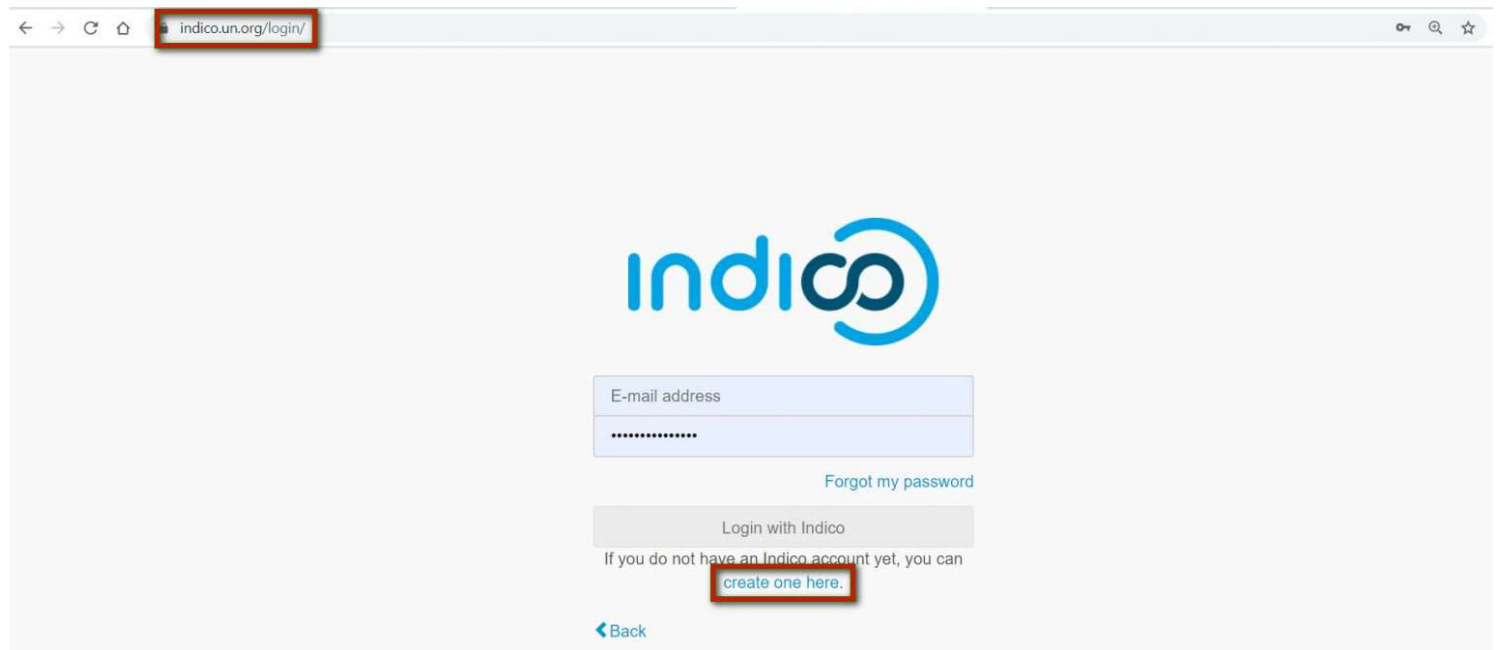 indico.un.org/login/
indico
E-mail address
•••••••••••••••
Forgot my password
Login with Indico
If you do not have an Indico account yet, you can
create one here.
Back